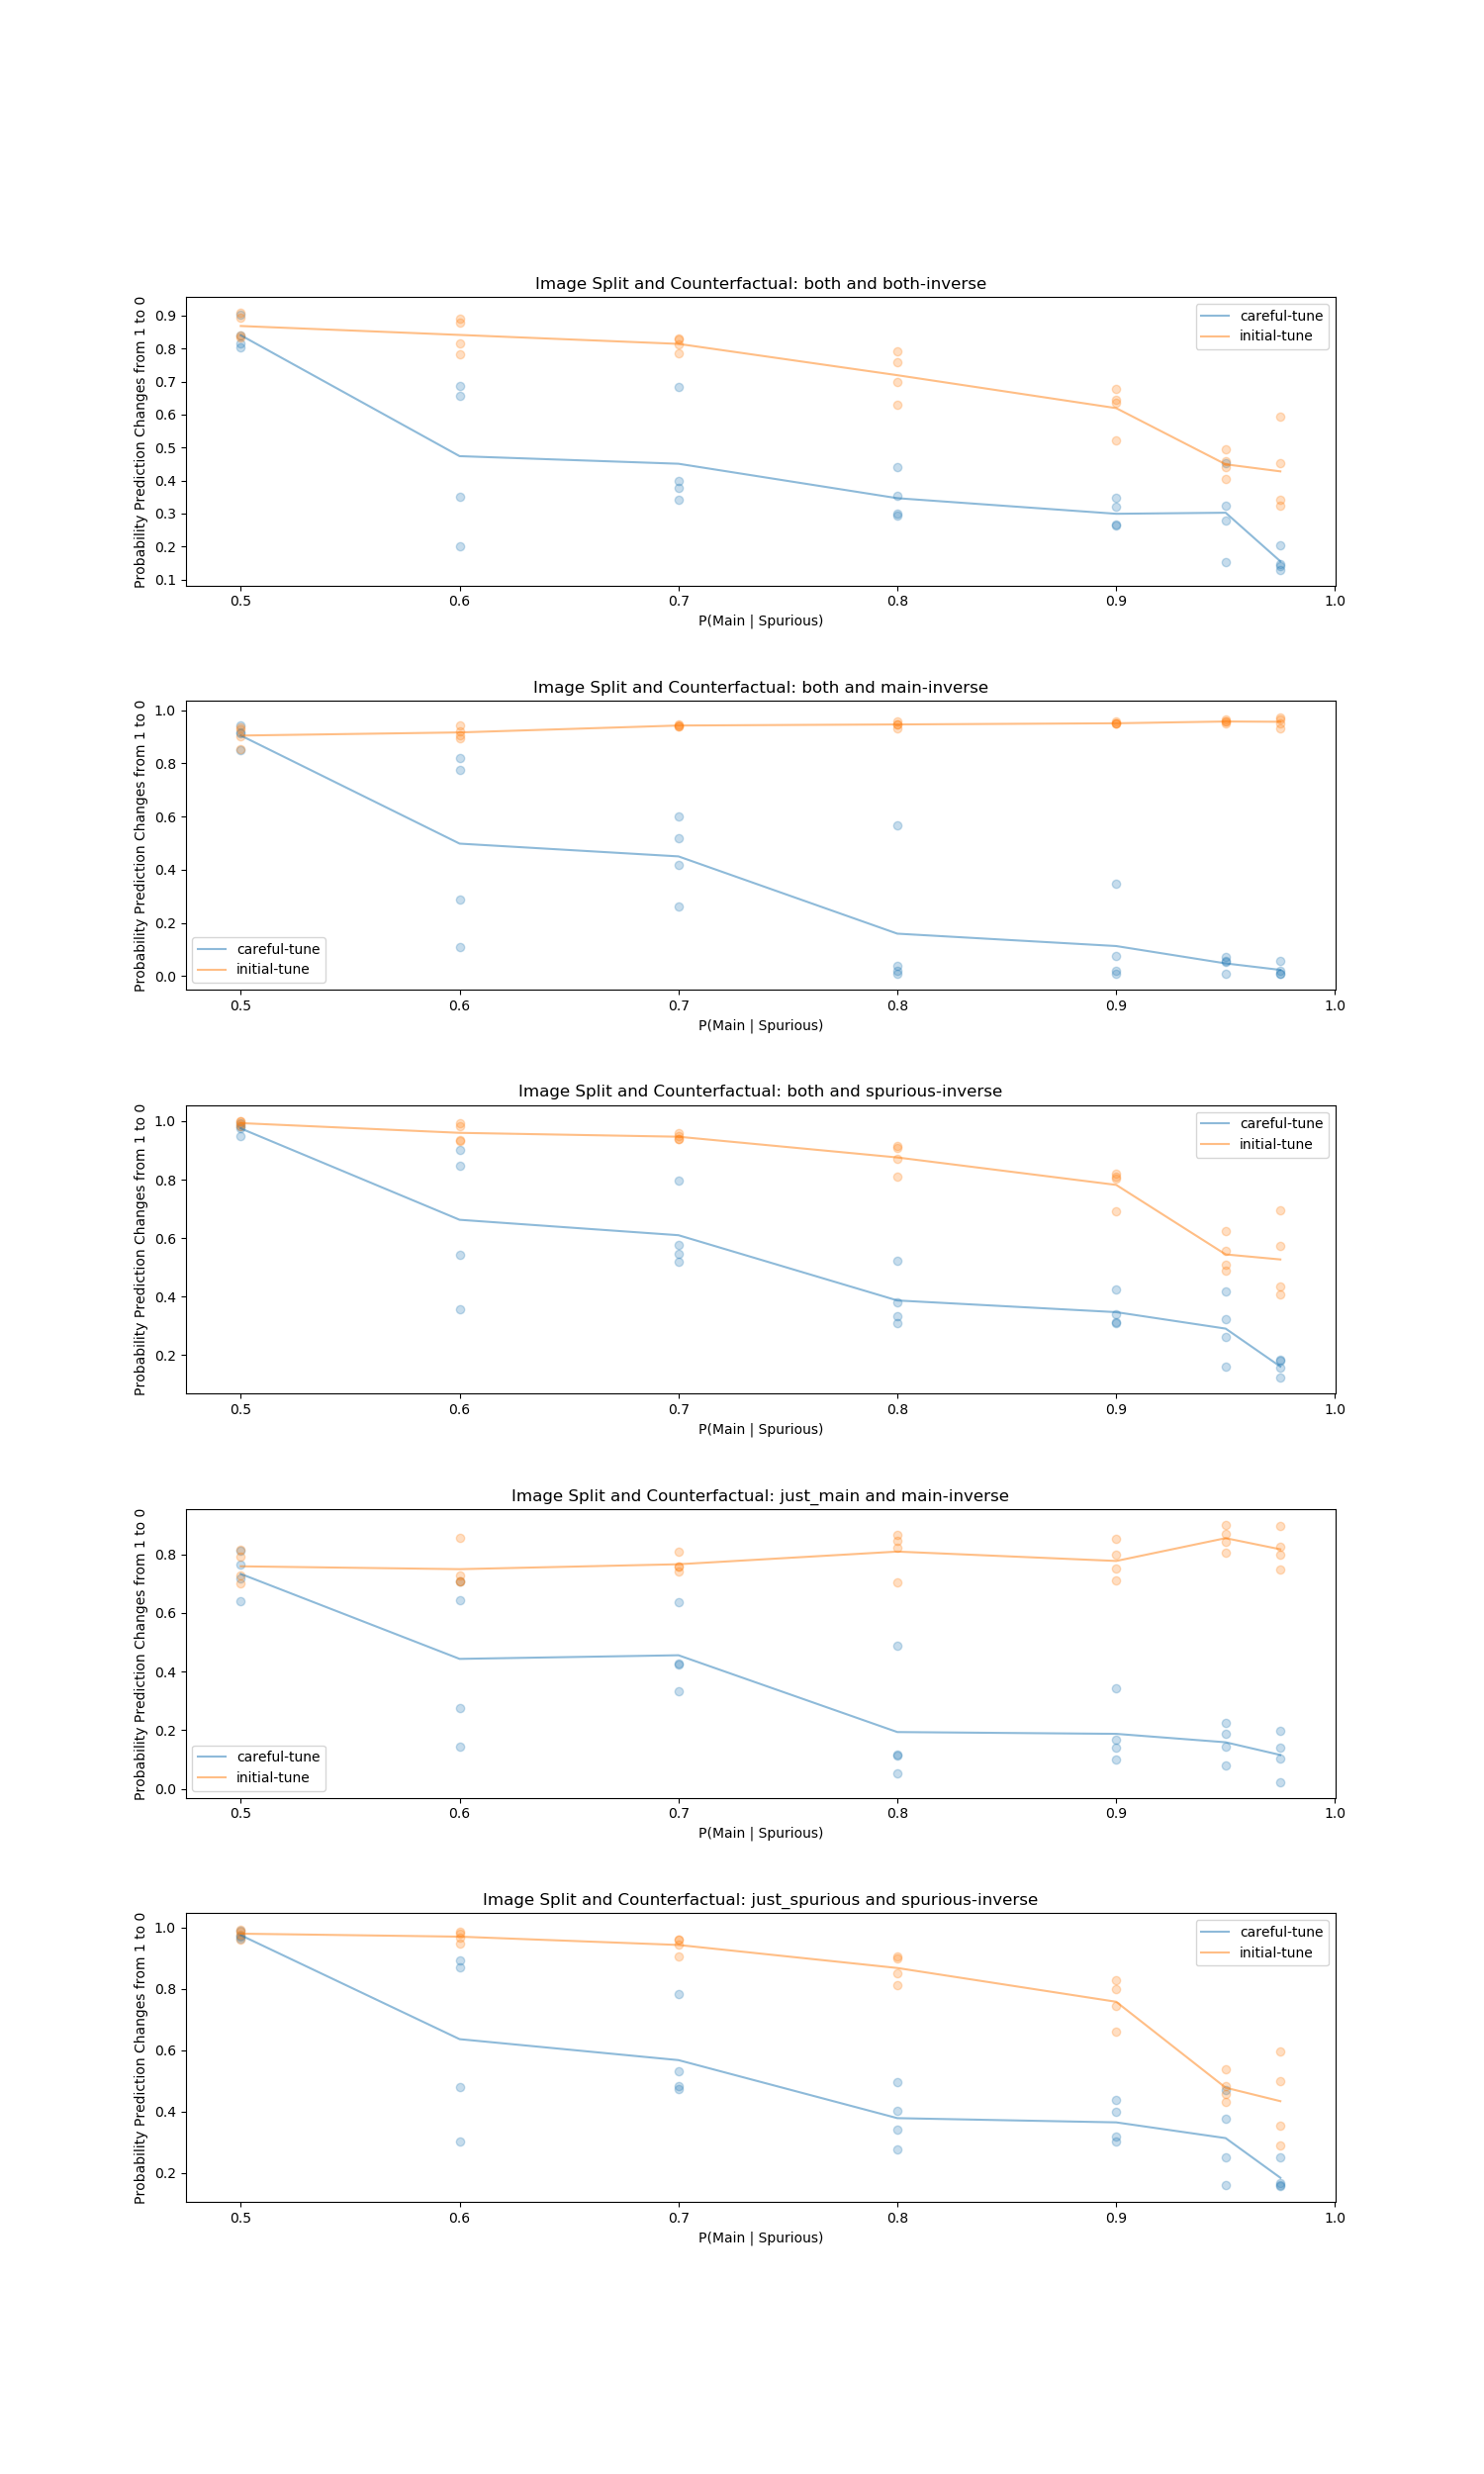 Image Split and Counterfactual: both and both-inverse
Probability Prediction Changes from 1 to 0
0.9
0.8
0.7
0.6
0.5
0.4
0.3
0.2
0.1
careful-tune
initial-tune
0.5 0.6 0.7 0.8 0.9 1.0
P(Main | Spurious)
Image Split and Counterfactual: both and main-inverse
Probability Prediction Changes from 1 to 0
1.0
0.8
0.6
0.4
0.2
0.0
careful-tune
initial-tune
0.5 0.6 0.7 0.8 0.9 1.0
P(Main | Spurious)
Image Split and Counterfactual: both and spurious-inverse
Probability Prediction Changes from 1 to 0
1.0
0.8
0.6
0.4
0.2
careful-tune
initial-tune
0.5 0.6 0.7 0.8 0.9 1.0
P(Main | Spurious)
Image Split and Counterfactual: just_main and main-inverse
Probability Prediction Changes from 1 to 0
0.8
0.6
0.4
0.2
0.0
careful-tune
initial-tune
0.5 0.6 0.7 0.8 0.9 1.0
P(Main | Spurious)
Image Split and Counterfactual: just_spurious and spurious-inverse
Probability Prediction Changes from 1 to 0
1.0
0.8
0.6
0.4
0.2
careful-tune
initial-tune
0.5 0.6 0.7 0.8 0.9 1.0
P(Main | Spurious)